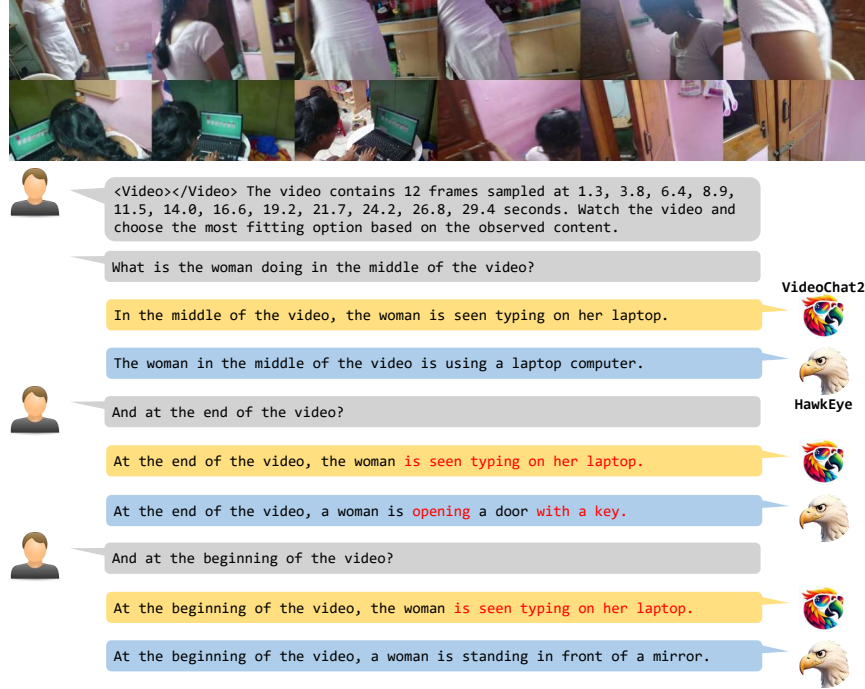 <Video></Video> The video contains 12 frames sampled at 1.3, 3.8, 6.4, 8.9,
11.5, 14.0, 16.6, 19.2, 21.7, 24.2, 26.8, 29.4 seconds. Watch the video and
choose the most fitting option based on the observed content.
What is the woman doing in the middle of the video?
VideoChat2
In the middle of the video, the woman is seen typing on her laptop.
The woman in the middle of the video is using a laptop computer.
HawkEye
And at the end of the video?
At the end of the video, the woman is seen typing on her laptop.
At the end of the video, a woman is opening a door with a key.
And at the beginning of the video?
At the beginning of the video, the woman is seen typing on her laptop.
At the beginning of the video, a woman is standing in front of a mirror.